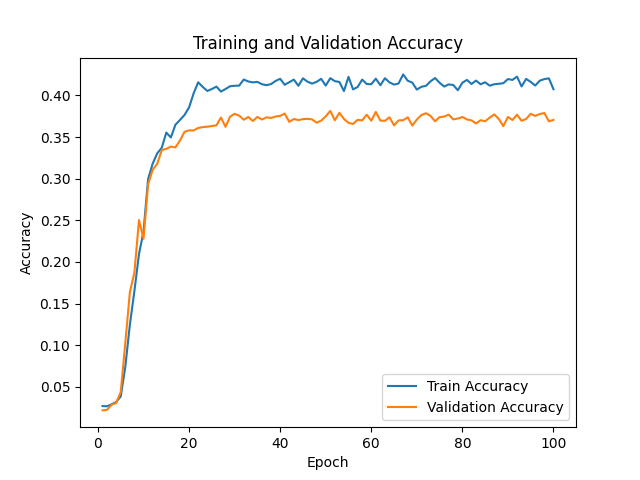 Training and Validation Accuracy
Accuracy
0.40
0.35
0.30
0.25
0.20
0.15
0.10
0.05
Train Accuracy
Validation Accuracy
0 20 40 60 80 100
Epoch